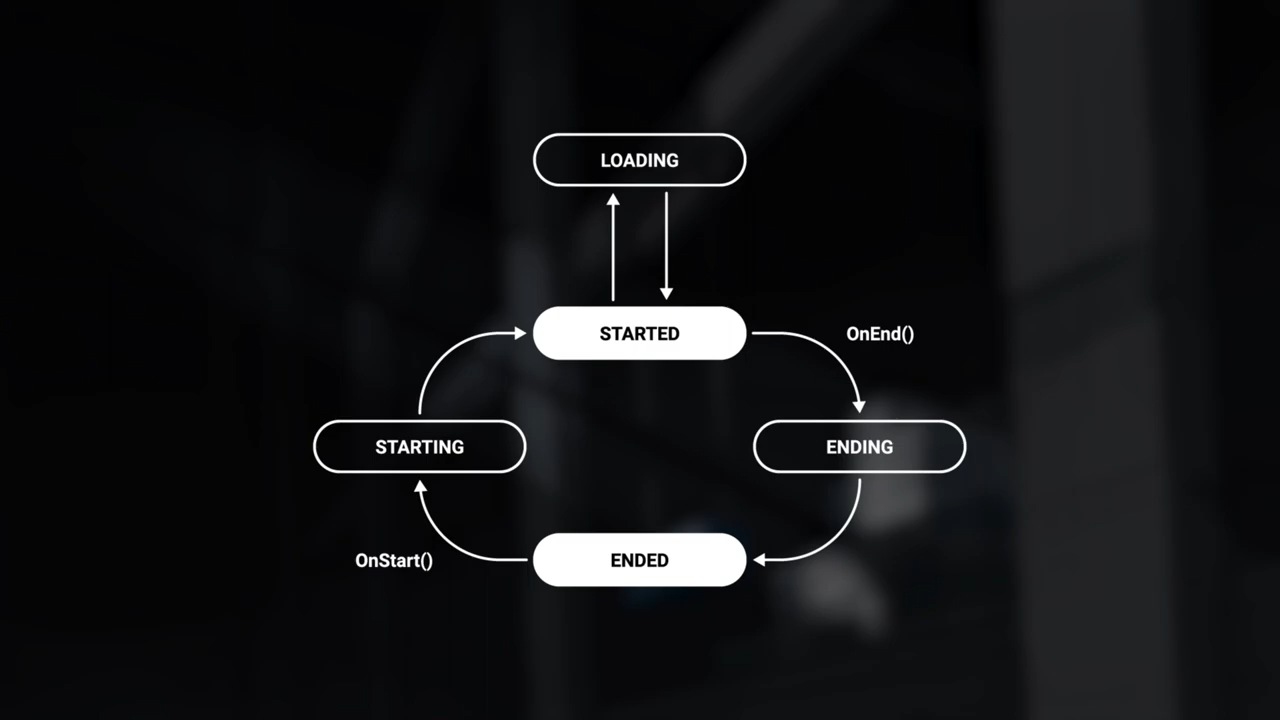 LOADING
STARTED
OnEnd()
STARTING
ENDING
OnStart()
ENDED